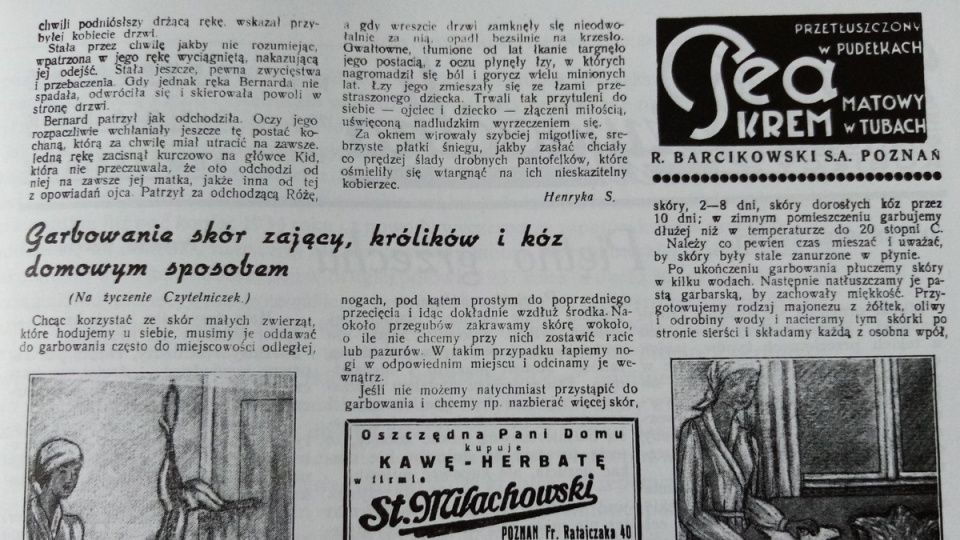 chwili podniósłszy drżącą rękę, wskazał przy-
byłej kobiecie drzwi.
Stała przez chwilę jakby nie rozumiejąc,
wpatrzona w jego rękę wyciągniętą, nakazującą
jej odejść. Stała jeszcze, pewna zwycięstwa
i przebaczenia. Gdy jednak ręka Bernarda nie
spadała, odwróciła się i skierowała powoli w
stronę drzwi.
Bernard patrzył jak odchodziła. Oczy jego
rozpaczliwie wchłaniały jeszcze tę postać ko-
chaną, którą za chwilę miał utracić na zawsze.
Jedną rękę zacisnął kurczowo na główce Kid,
która nie przeczuwała, że oto odchodzi od
niej na zawsze jej matka, jakże inna od tej
z opowiadań ojca. Patrzył za odchodzącą Różę,
a gdy wreszcie drzwi zamknęły się nieodwo-
łalnie za nią, opadł bezsilnie na krzesło.
Gwałtowne, tłumione od lat łkanie targnęło
jego postacią, z oczu płynęły łzy, w których
nagromadził się ból i gorycz wielu minionych
lat. Łzy jego zmieszały się ze łzami prze-
straszonego dziecka. Trwali tak przytuleni do
siebie — ojciec i dziecko — złączeni miłością,
uświęconą nadludzkim wyrzeczeniem się.
Za oknem wirowały szybciej migotliwe, sre-
brzyste płatki śniegu, jakby zasłać chciały
co prędzej ślady drobnych pantofelków, które
ośmieliły się wtargnąć na ich nieskazitelny
kobierzec.
Henryka S.
PRZETŁUSZCZONY
w PUDEŁKACH
Pea
KREM
MATOWY
w TUBACH
R. BARCIKOWSKI S.A. POZNAŃ
Garbowanie skór zajęcy, królików i kóz
domowym sposobem
(Na życzenie Czytelniczek.)
Chcąc korzystać ze skór małych zwierząt,
które hodujemy u siebie, musimy je oddawać
do garbowania często do miejscowości odległej,
nogach, pod kątem prostym do poprzedniego
przecięcia i idąc dokładnie wzdłuż środka. Na-
około przegubów zakrawamy skórę wokoło,
o ile nie chcemy przy nich zostawić racic
lub pazurów. W takim przypadku łapiemy no-
gi w odpowiednim miejscu i odcinamy je we-
wnątrz.
Jeśli nie możemy natychmiast przystąpić do
garbowania i chcemy np. nazbierać więcej skór,
Oszczędna Pani Domu
kupuje
KAWĘ-HERBATĘ
w firmie
St. Miłachowski
POZNAŃ Fr. Ratajczaka 40
skóry, 2—8 dni, skóry dorosłych kóz przez
10 dni; w zimnym pomieszczeniu garbujemy
dłużej niż w temperaturze do 20 stopni C.
Należy co pewien czas mieszać i uważać,
by skóry były stale zanurzone w płynie.
Po ukończeniu garbowania płuczemy skóry
w kilku wodach. Następnie natłuszczamy je pa-
stą garbarską, by zachowały miękkość. Przy-
gotowujemy rodzaj majonezu z żółtek, oliwy
i odrobiny wody i nacieramy tym skórki po
stronie sierści i składamy każdą z osobna wpół,